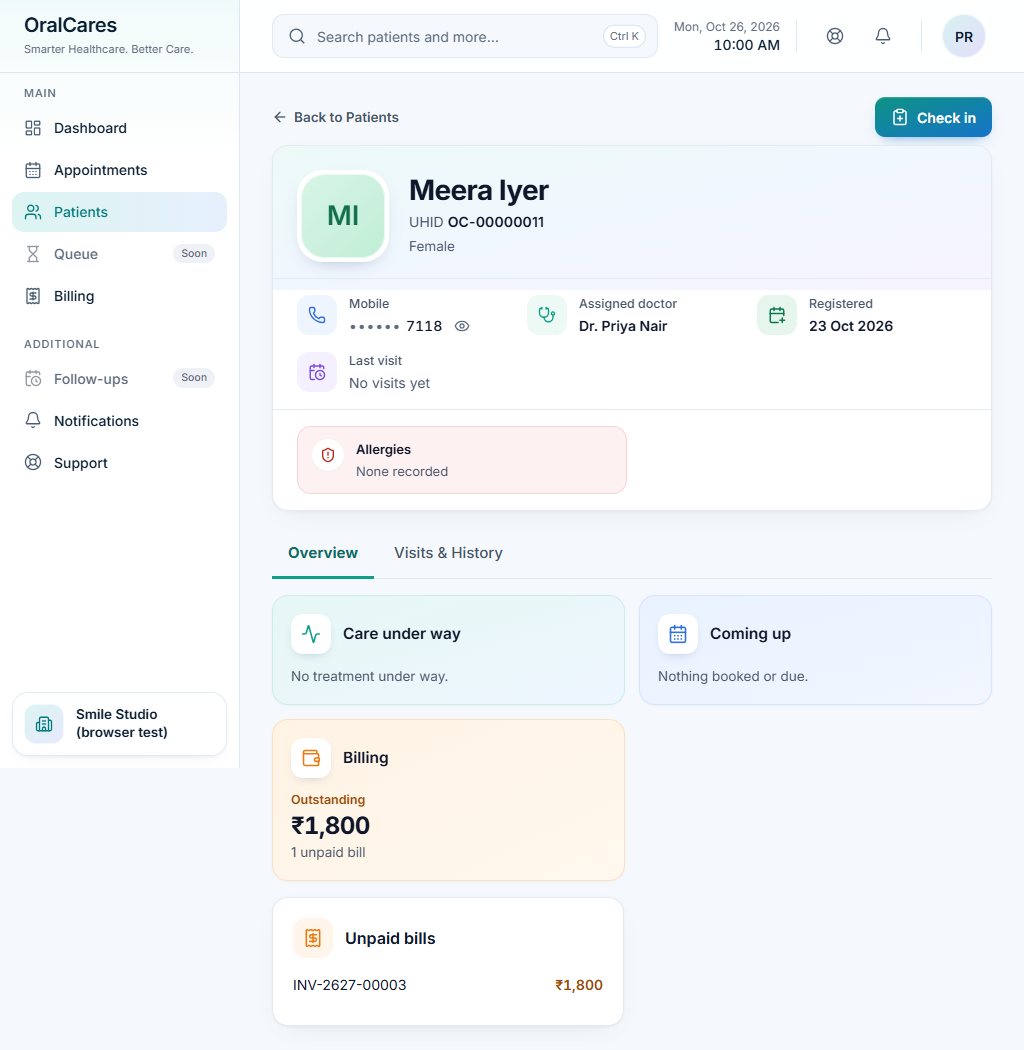 OralCares
Smarter Healthcare. Better Care.
Search patients and more...
Ctrl K
Mon, Oct 26, 2026
10:00 AM
PR
MAIN
Dashboard
Appointments
Patients
Queue
Soon
Billing
ADDITIONAL
Follow-ups
Soon
Notifications
Support
Smile Studio
(browser test)
Back to Patients
Check in
MI
Meera Iyer
UHID OC-00000011
Female
Mobile
•••••• 7118
Assigned doctor
Dr. Priya Nair
Registered
23 Oct 2026
Last visit
No visits yet
Allergies
None recorded
Overview
Visits & History
Care under way
No treatment under way.
Coming up
Nothing booked or due.
Billing
Outstanding
₹1,800
1 unpaid bill
Unpaid bills
INV-2627-00003
₹1,800